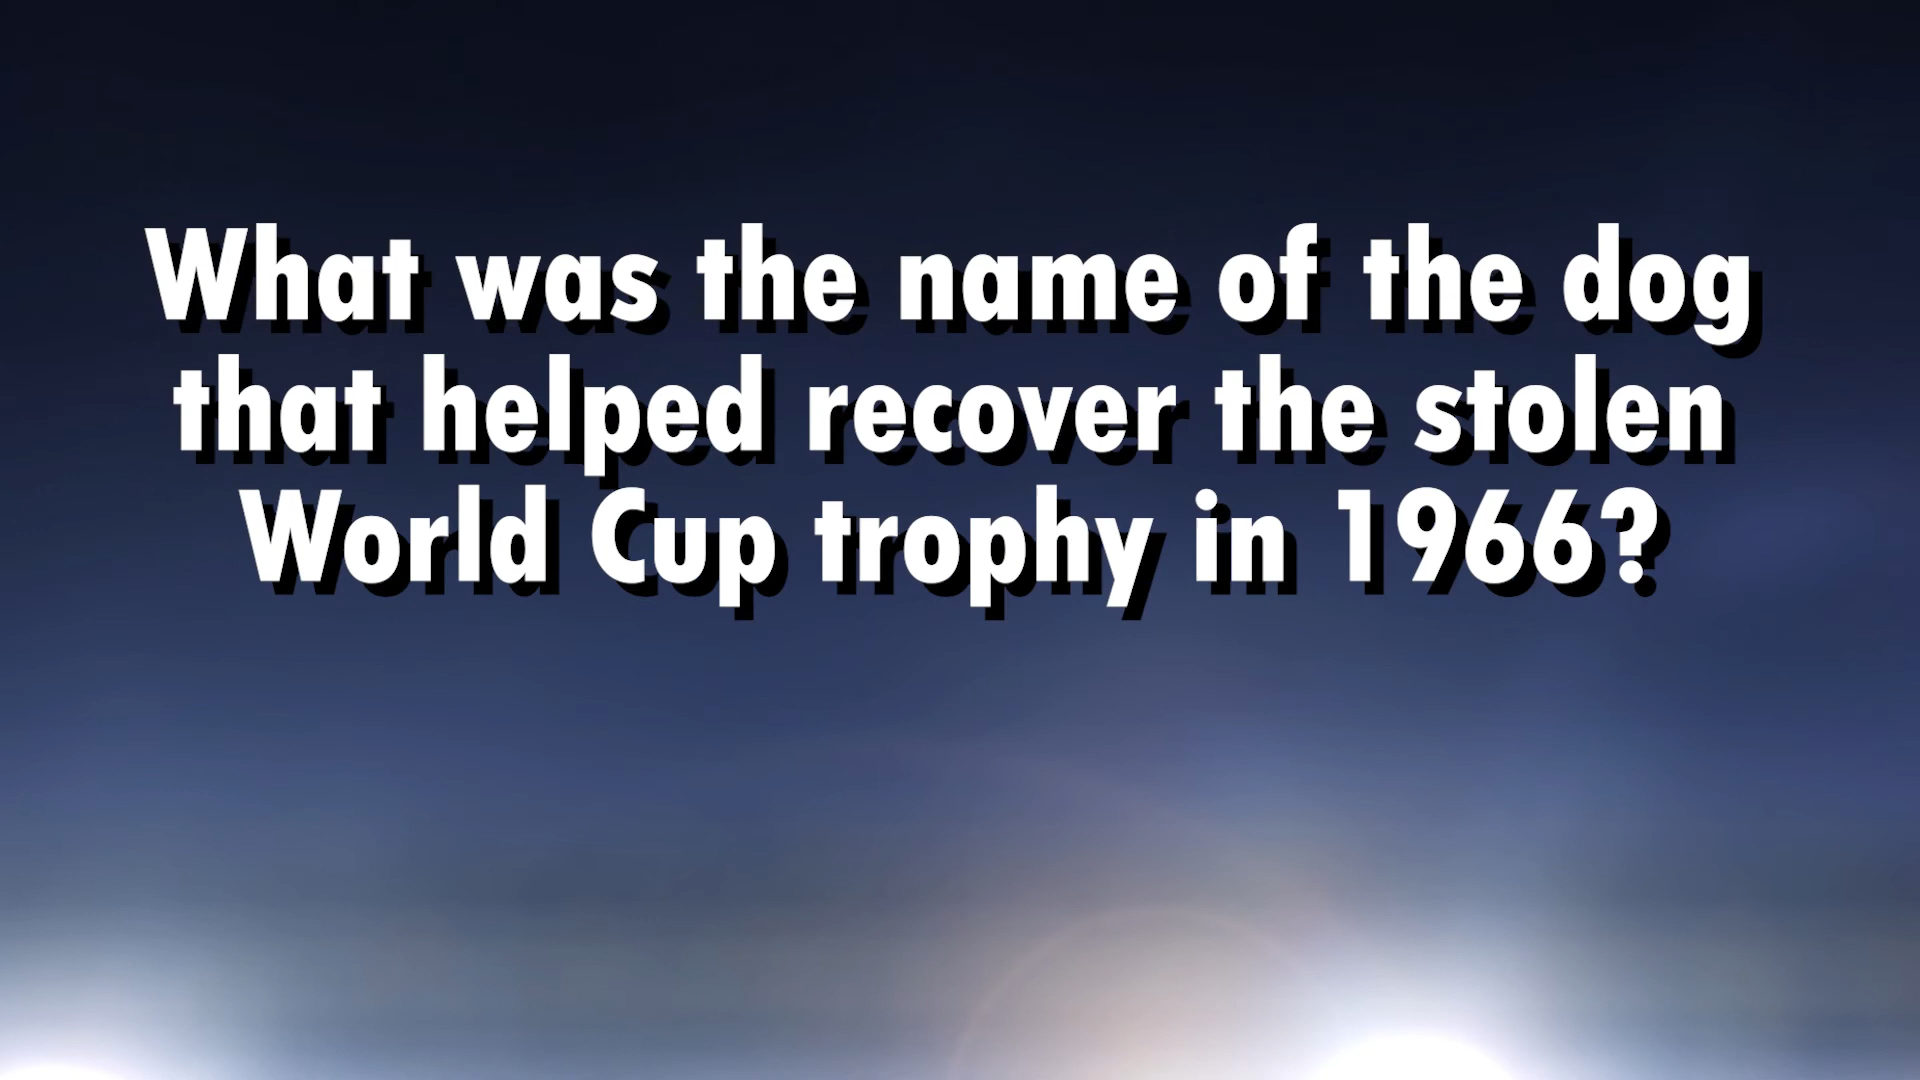 What was the name of the dog
that helped recover the stolen
World Cup trophy in 1966?